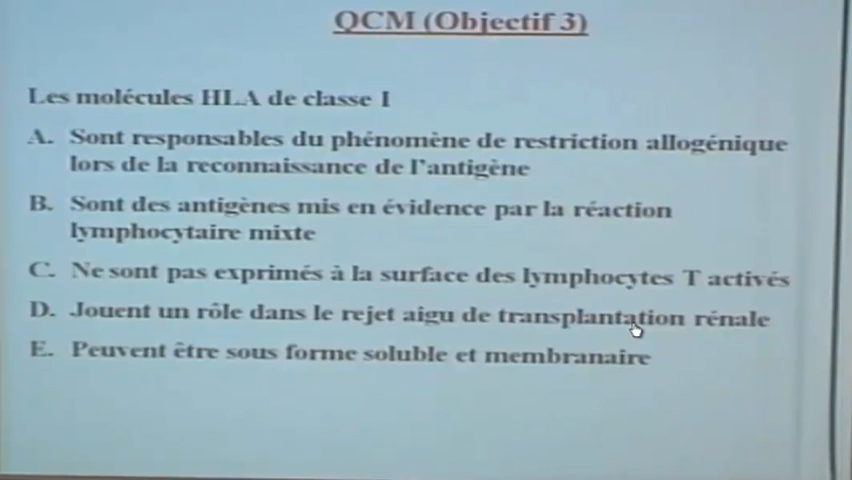 QCM (Objectif 3)
Les molécules HLA de classe I
A. Sont responsables du phénomène de restriction allogénique
lors de la reconnaissance de l'antigène
B. Sont des antigènes mis en évidence par la réaction
lymphocytaire mixte
C. Ne sont pas exprimés à la surface des lymphocytes T activés
D. Jouent un rôle dans le rejet aigu de transplantation rénale
E. Peuvent être sous forme soluble et membranaire